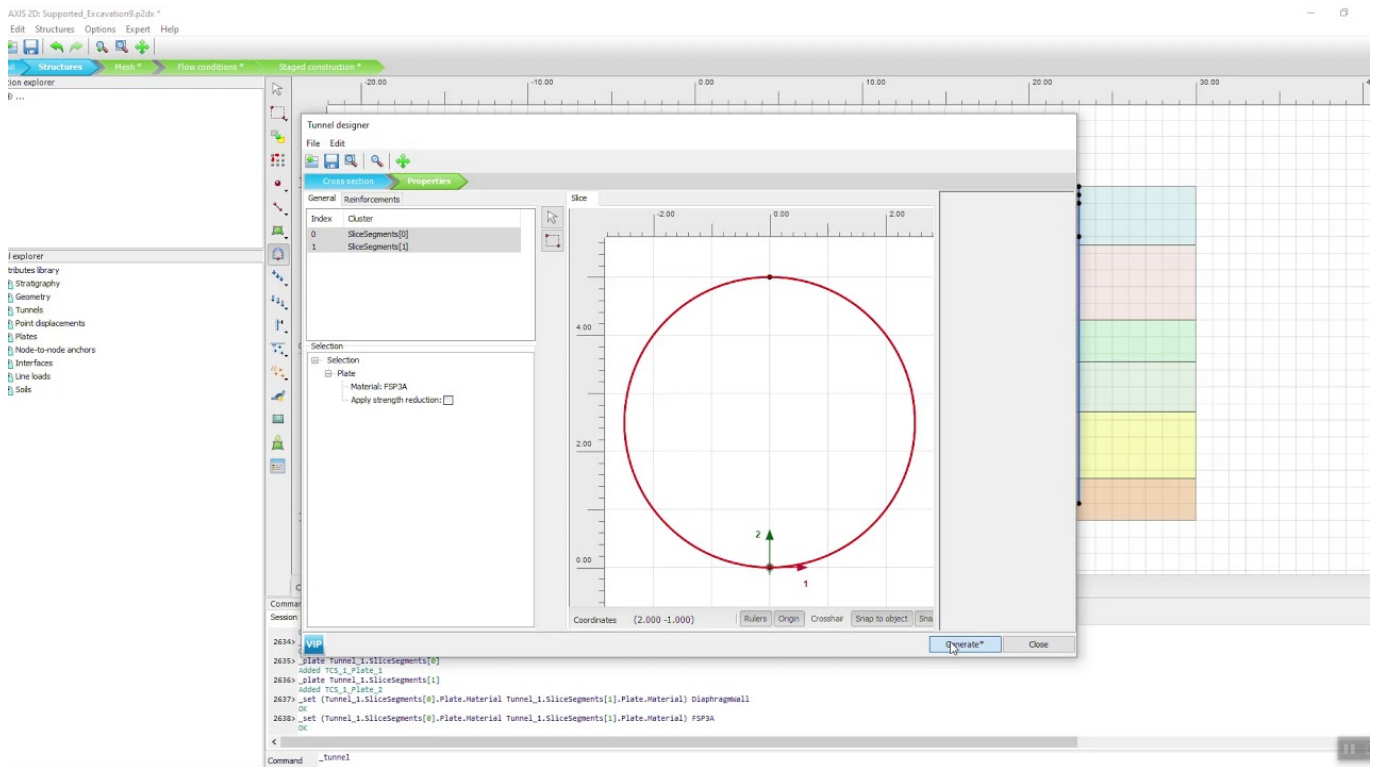 AXIS 2D: Supported_Excavation9.p2dx *
Edit Structures Options Expert Help
Structures Mesh * Flow conditions * Staged construction *
tion explorer
...
-20.00 -10.00 0.00 10.00 20.00 30.00
Tunnel designer
File Edit
Cross section Properties
General Reinforcements
Index Cluster
0 SliceSegments[0]
1 SliceSegments[1]
Slice
-2.00 0.00 2.00
4.00
2.00
0.00
2
1
l explorer
tributes library
Stratigraphy
Geometry
Tunnels
Point displacements
Plates
Node-to-node anchors
Interfaces
Line loads
Soils
Selection
Selection
Plate
Material: FSP3A
Apply strength reduction:
Coordinates (2.000 -1.000) Rulers Origin Crosshair Snap to object Sna
VIP
Generate* Close
Comma
Session
2634>
2635> _plate Tunnel_1.SliceSegments[0]
Added TCS_1_Plate_1
2636> _plate Tunnel_1.SliceSegments[1]
Added TCS_1_Plate_2
2637> _set (Tunnel_1.SliceSegments[0].Plate.Material Tunnel_1.SliceSegments[1].Plate.Material) DiaphragmWall
OK
2638> _set (Tunnel_1.SliceSegments[0].Plate.Material Tunnel_1.SliceSegments[1].Plate.Material) FSP3A
OK
Command _tunnel